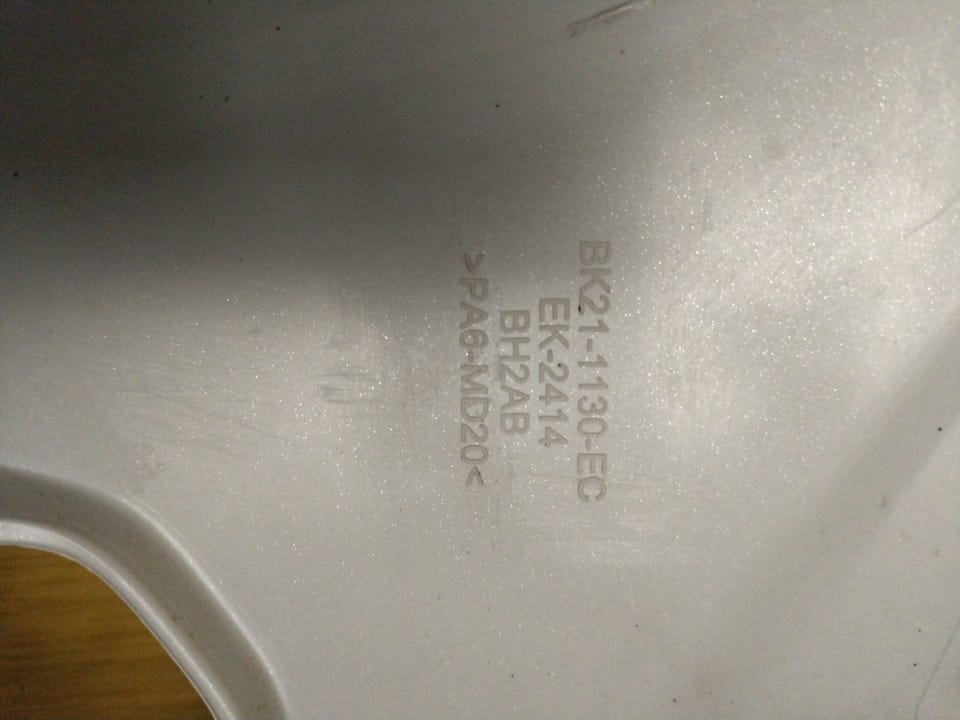 BK21-1130-EC
EK-2414
BH2AB
>PA6-MD20<